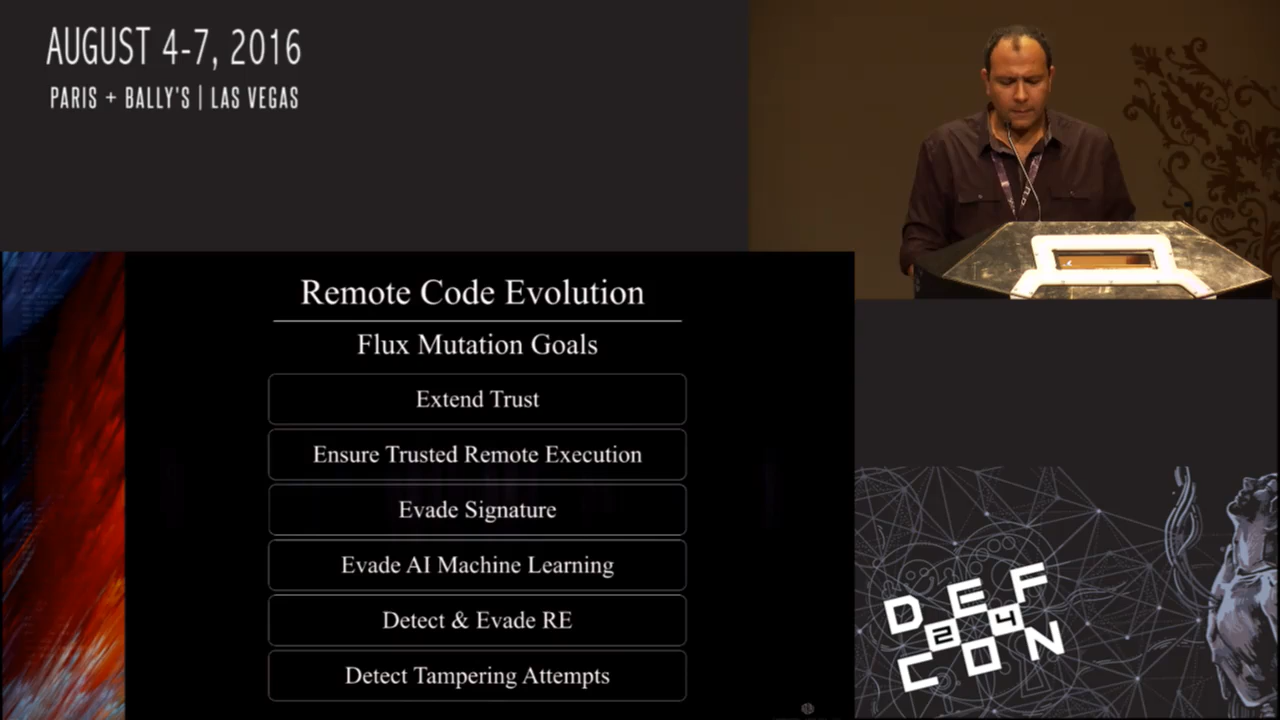 AUGUST 4-7, 2016
PARIS + BALLY'S | LAS VEGAS
Remote Code Evolution
Flux Mutation Goals
Extend Trust
Ensure Trusted Remote Execution
Evade Signature
Evade AI Machine Learning
Detect & Evade RE
Detect Tampering Attempts
DEF
24
CON